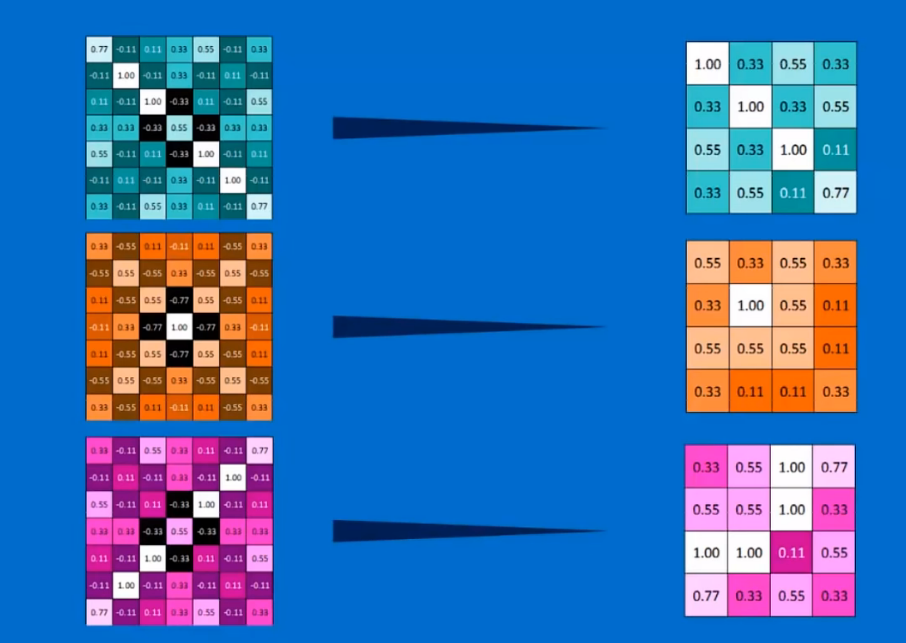 0.77 -0.11 0.11 0.33 0.55 -0.11 0.33
-0.11 1.00 -0.11 0.33 -0.11 0.11 -0.11
0.11 -0.11 1.00 -0.33 0.11 -0.11 0.55
0.33 0.33 -0.33 0.55 -0.33 0.33 0.33
0.55 -0.11 0.11 -0.33 1.00 -0.11 0.11
-0.11 0.11 -0.11 0.33 -0.11 1.00 -0.11
0.33 -0.11 0.55 0.33 0.11 -0.11 0.77
1.00 0.33 0.55 0.33
0.33 1.00 0.33 0.55
0.55 0.33 1.00 0.11
0.33 0.55 0.11 0.77
0.33 -0.55 0.11 -0.11 0.11 -0.55 0.33
-0.55 0.55 -0.55 0.33 -0.55 0.55 -0.55
0.11 -0.55 0.55 -0.77 0.55 -0.55 0.11
-0.11 0.33 -0.77 1.00 -0.77 0.33 -0.11
0.11 -0.55 0.55 -0.77 0.55 -0.55 0.11
-0.55 0.55 -0.55 0.33 -0.55 0.55 -0.55
0.33 -0.55 0.11 -0.11 0.11 -0.55 0.33
0.55 0.33 0.55 0.33
0.33 1.00 0.55 0.11
0.55 0.55 0.55 0.11
0.33 0.11 0.11 0.33
0.33 -0.11 0.55 0.33 0.11 -0.11 0.77
-0.11 0.11 -0.11 0.33 -0.11 1.00 -0.11
0.55 -0.11 0.11 -0.33 1.00 -0.11 0.11
0.33 0.33 -0.33 0.55 -0.33 0.33 0.33
0.11 -0.11 1.00 -0.33 0.11 -0.11 0.55
-0.11 1.00 -0.11 0.33 -0.11 0.11 -0.11
0.77 -0.11 0.11 0.33 0.55 -0.11 0.33
0.33 0.55 1.00 0.77
0.55 0.55 1.00 0.33
1.00 1.00 0.11 0.55
0.77 0.33 0.55 0.33